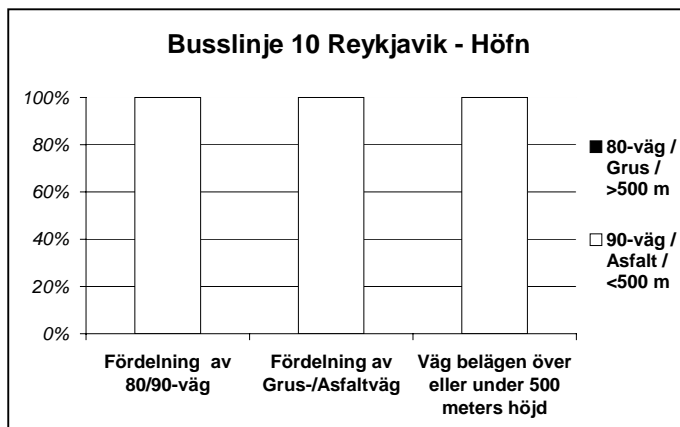 Busslinje 10 Reykjavik - Höfn
100%
80%
60%
40%
20%
0%
Fördelning av
80/90-väg
Fördelning av
Grus-/Asfaltväg
Väg belägen över
eller under 500
meters höjd
80-väg /
Grus /
>500 m
90-väg /
Asfalt /
<500 m